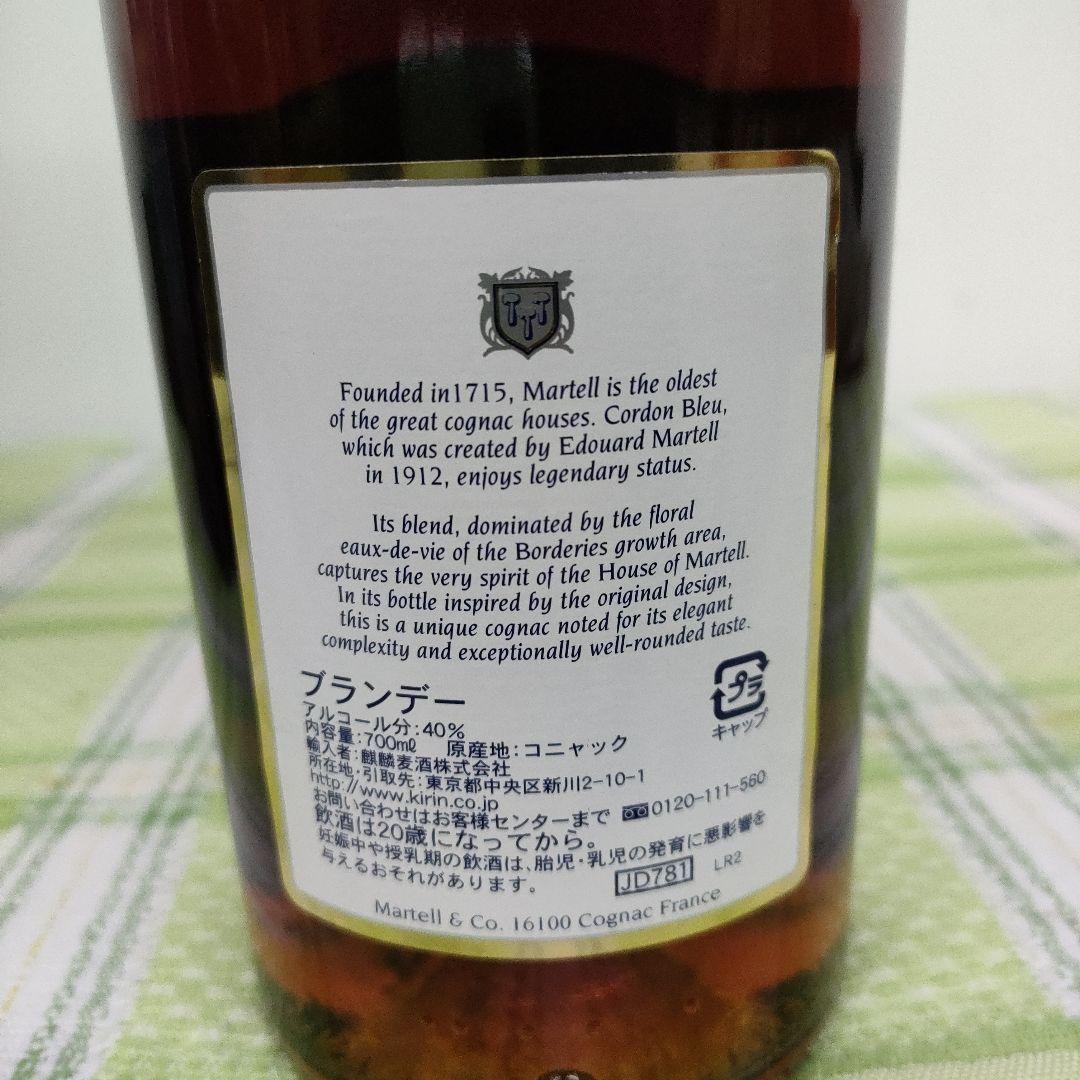 Founded in1715, Martell is the oldest
of the great cognac houses. Cordon Bleu,
which was created by Edouard Martell
in 1912, enjoys legendary status.
Its blend, dominated by the floral
eaux-de-vie of the Borderies growth area,
captures the very spirit of the House of Martell.
In its bottle inspired by the original design,
this is a unique cognac noted for its elegant
complexity and exceptionally well-rounded taste.
ブランデー
アルコール分:40%
内容量:700mℓ 原産地:コニャック
輸入者:麒麟麦酒株式会社
所在地・引取先:東京都中央区新川2-10-1
http://www.kirin.co.jp
お問い合わせはお客様センターまで 0120-111-560
飲酒は20歳になってから。
妊娠中や授乳期の飲酒は、胎児・乳児の発育に悪影響を
与えるおそれがあります。 JD781 LR2
プラ
キャップ
Martell & Co. 16100 Cognac France